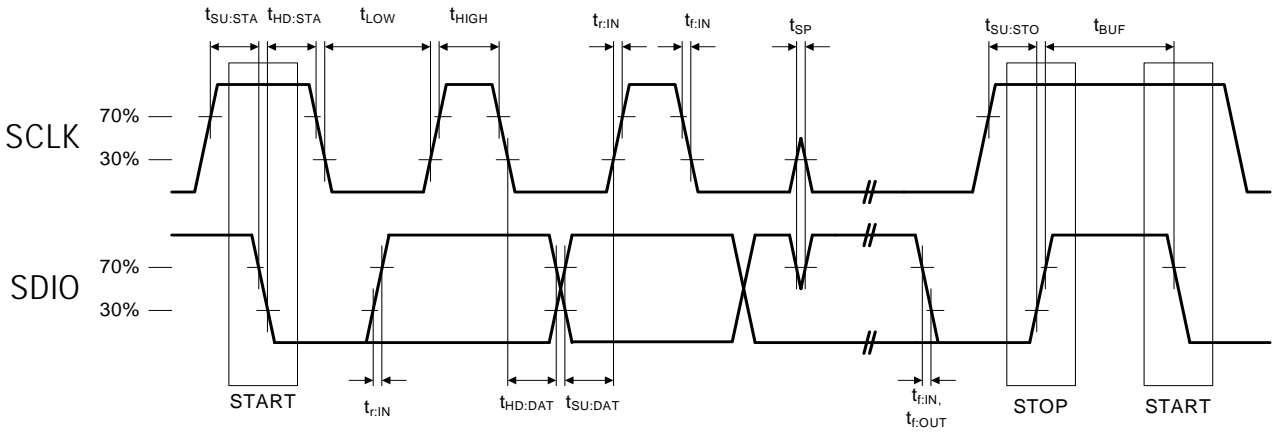 tSU:STA tHD:STA tLOW tHIGH tr:IN tf:IN tSP tSU:STO tBUF
SCLK
70%
30%
SDIO
70%
30%
START
tr:IN
tHD:DAT tSU:DAT
tf:IN,
tf:OUT
STOP
START